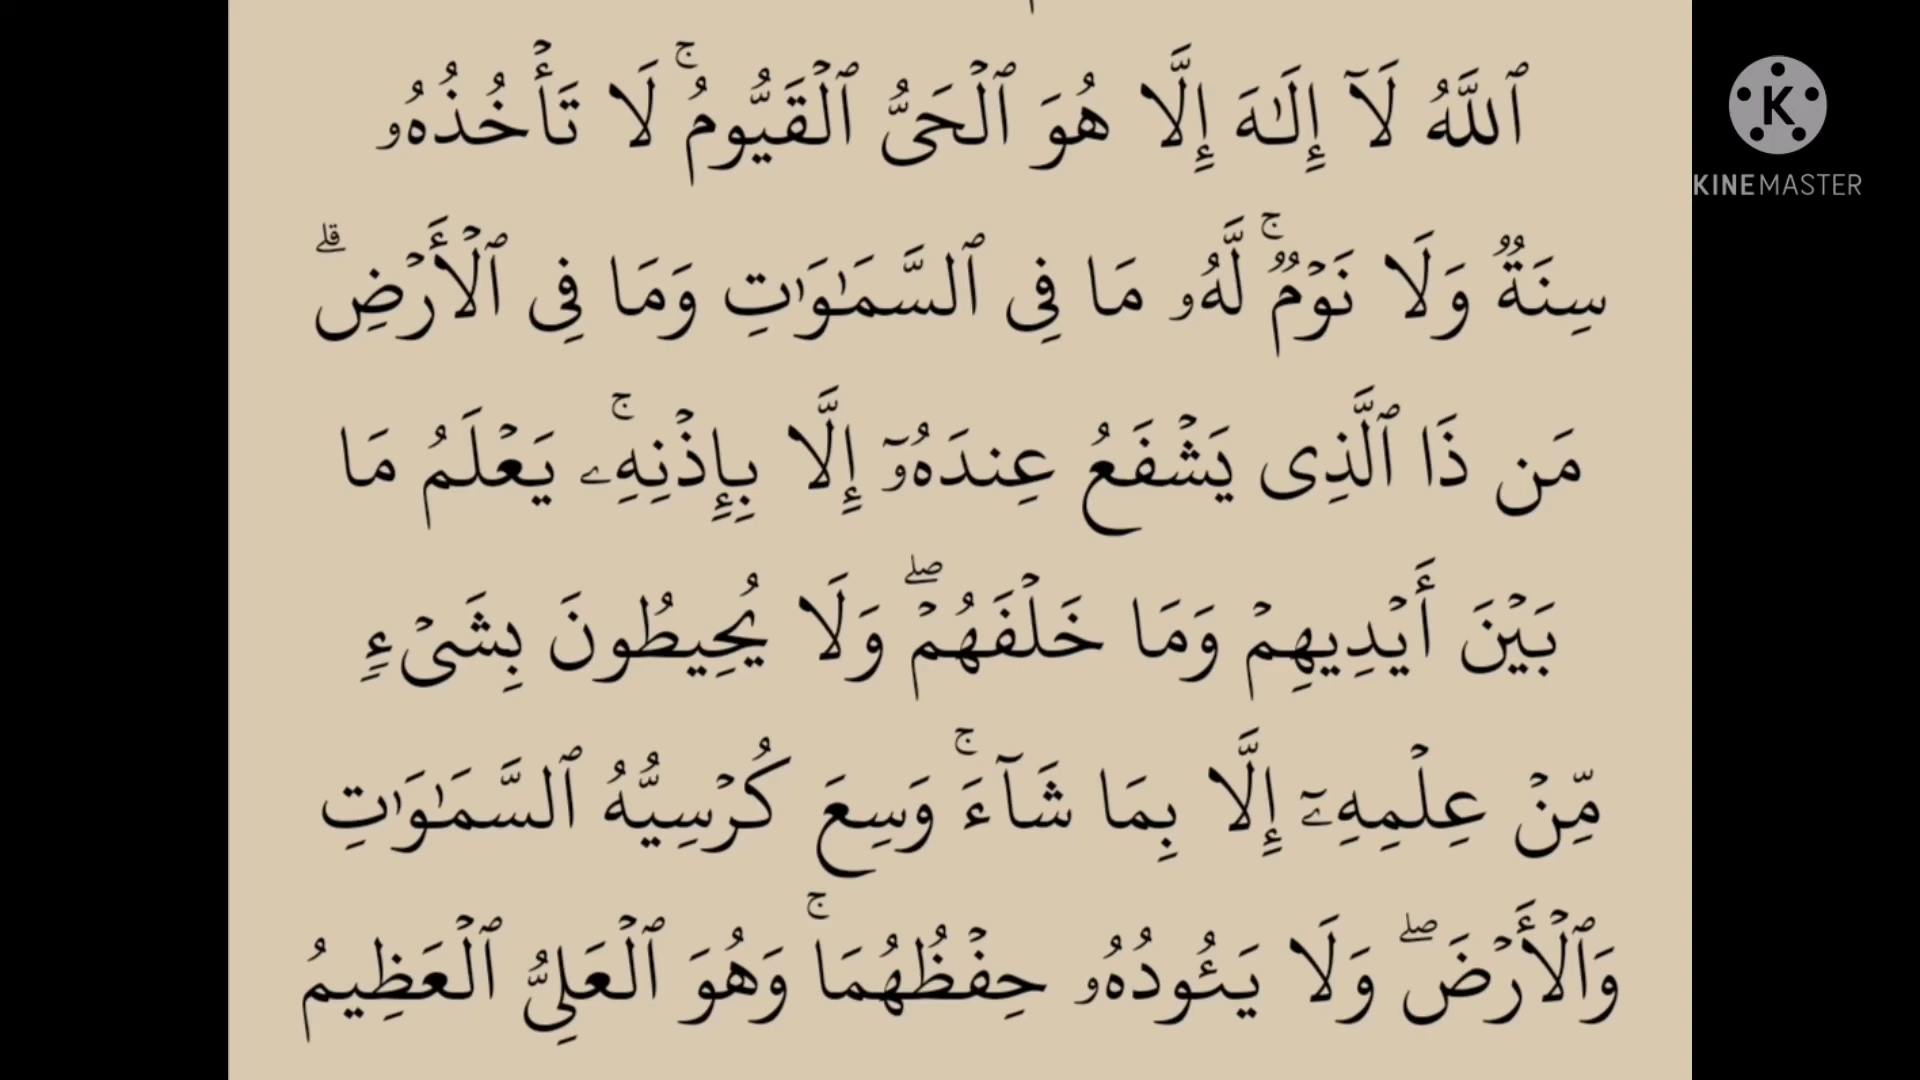 ٱللَّهُ لَآ إِلَـٰهَ إِلَّا هُوَ ٱلْحَىُّ ٱلْقَيُّومُ ۚ لَا تَأْخُذُهُۥ
سِنَةٌ وَلَا نَوْمٌ ۚ لَّهُۥ مَا فِى ٱلسَّمَـٰوَٰتِ وَمَا فِى ٱلْأَرْضِ ۗ
مَن ذَا ٱلَّذِى يَشْفَعُ عِندَهُۥٓ إِلَّا بِإِذْنِهِۦ ۚ يَعْلَمُ مَا
بَيْنَ أَيْدِيهِمْ وَمَا خَلْفَهُمْ ۖ وَلَا يُحِيطُونَ بِشَىْءٍ
مِّنْ عِلْمِهِۦٓ إِلَّا بِمَا شَآءَ ۚ وَسِعَ كُرْسِيُّهُ ٱلسَّمَـٰوَٰتِ
وَٱلْأَرْضَ ۖ وَلَا يَـُٔودُهُۥ حِفْظُهُمَا ۚ وَهُوَ ٱلْعَلِىُّ ٱلْعَظِيمُ
K
KINEMASTER